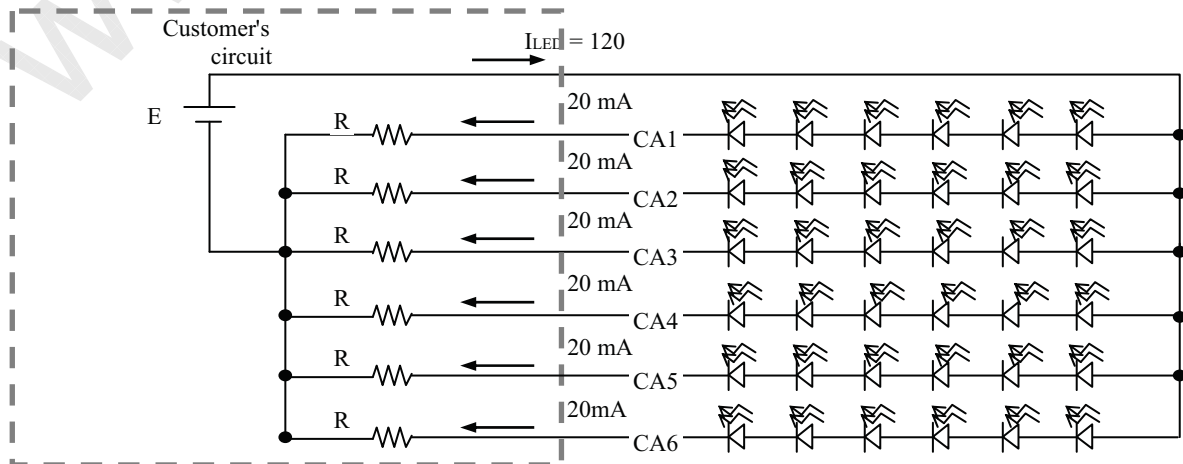 Customer's
circuit
ILED = 120
E
R
20 mA
CA1
R
20 mA
CA2
R
20 mA
CA3
R
20 mA
CA4
R
20 mA
CA5
R
20mA
CA6